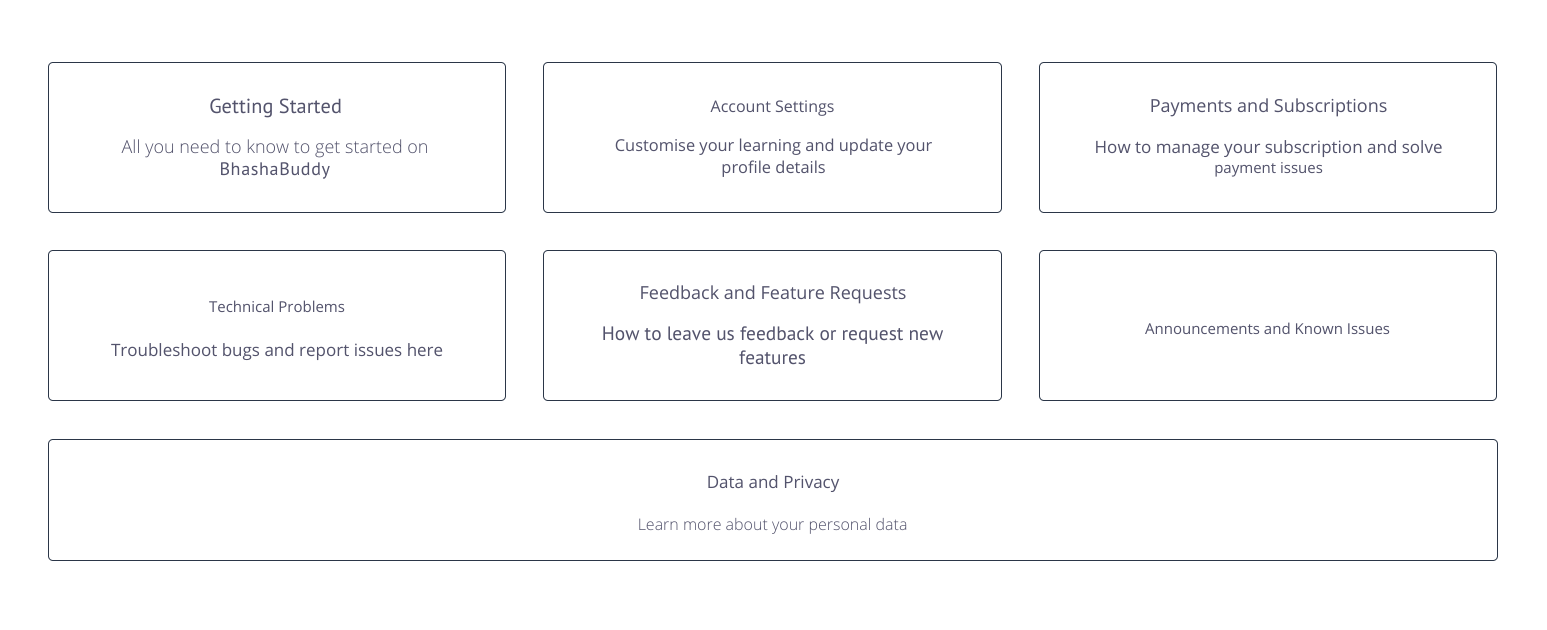 Getting Started
All you need to know to get started on
BhashaBuddy
Account Settings
Customise your learning and update your
profile details
Payments and Subscriptions
How to manage your subscription and solve
payment issues
Technical Problems
Troubleshoot bugs and report issues here
Feedback and Feature Requests
How to leave us feedback or request new
features
Announcements and Known Issues
Data and Privacy
Learn more about your personal data